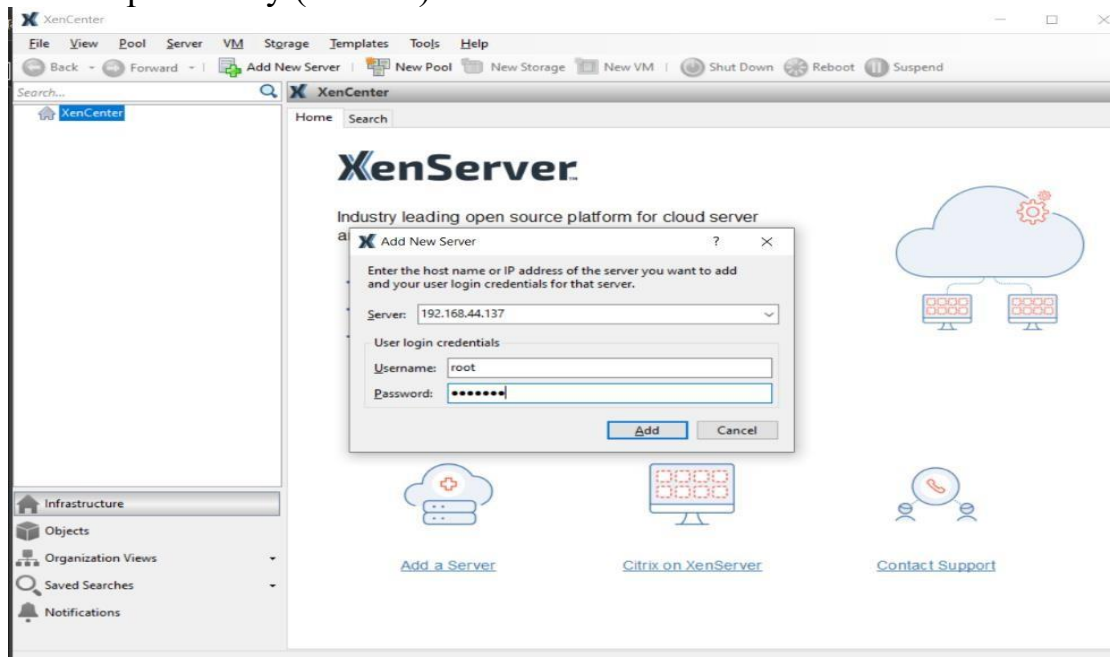 XenCenter
File View Pool Server VM Storage Templates Tools Help
Back Forward Add New Server New Pool New Storage New VM Shut Down Reboot Suspend
Search...
XenCenter
XenCenter
Home Search
XenServer
Industry leading open source platform for cloud server
Add New Server ? ×
Enter the host name or IP address of the server you want to add
and your user login credentials for that server.
Server: 192.168.44.137
User login credentials
Username: root
Password: •••••••
Add Cancel
Infrastructure
Objects
Organization Views
Saved Searches
Notifications
Add a Server
Citrix on XenServer
Contact Support